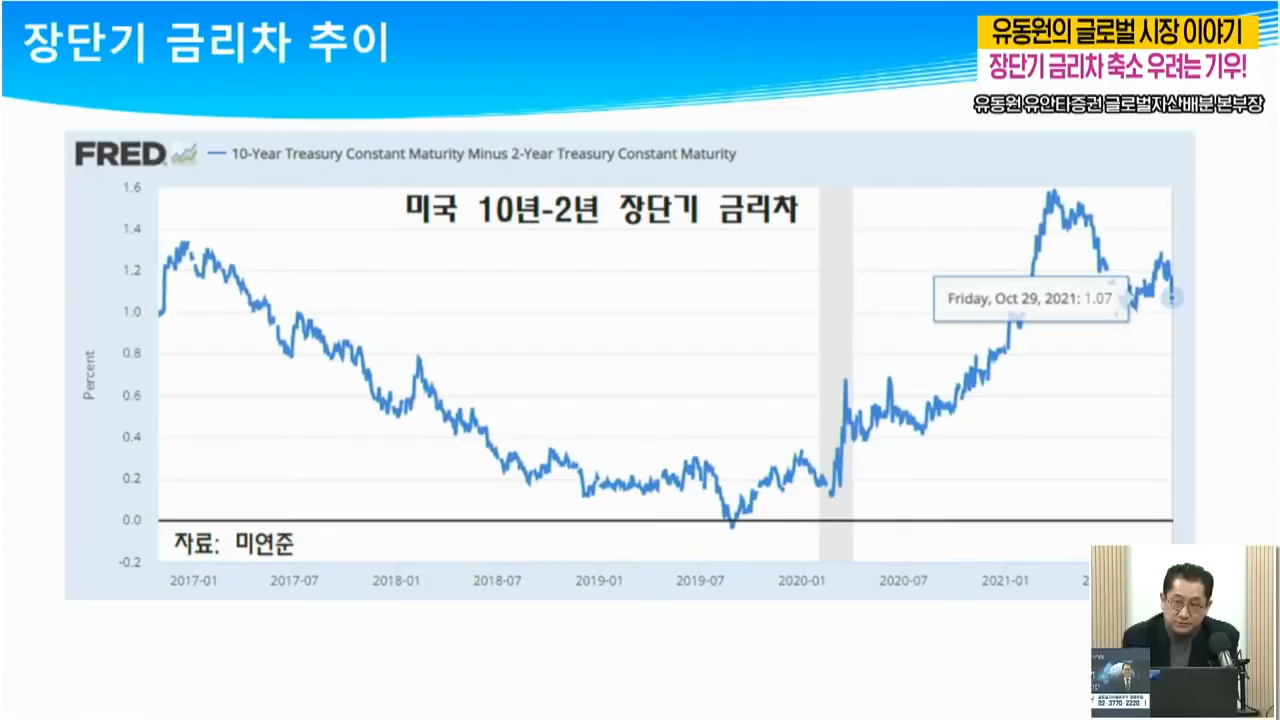 장단기 금리차 추이
유동원의 글로벌 시장 이야기
장단기 금리차 축소 우려는 기우!
유동원 유안타증권 글로벌자산배분 본부장
FRED
10-Year Treasury Constant Maturity Minus 2-Year Treasury Constant Maturity
미국 10년-2년 장단기 금리차
1.6
1.4
1.2
1.0
0.8
0.6
0.4
0.2
0.0
-0.2
Percent
Friday, Oct 29, 2021: 1.07
자료: 미연준
2017-01
2017-07
2018-01
2018-07
2019-01
2019-07
2020-01
2020-07
2021-01
02-3770-2220~1